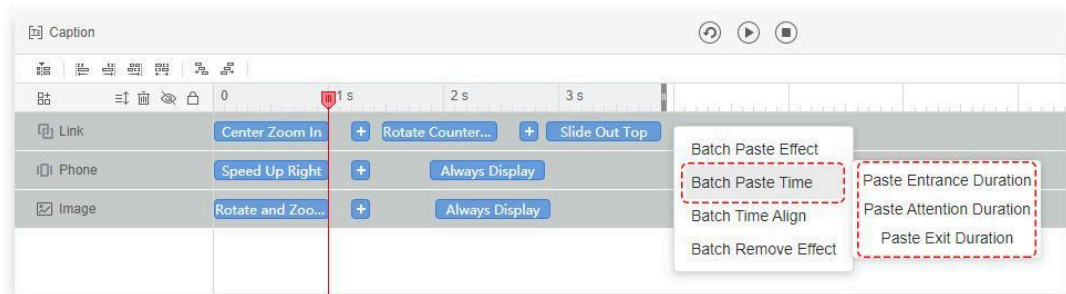 Caption
0 1 s 2 s 3 s
Link Center Zoom In Rotate Counter... Slide Out Top
Phone Speed Up Right Always Display
Image Rotate and Zoo... Always Display
Batch Paste Effect
Batch Paste Time
Batch Time Align
Batch Remove Effect
Paste Entrance Duration
Paste Attention Duration
Paste Exit Duration